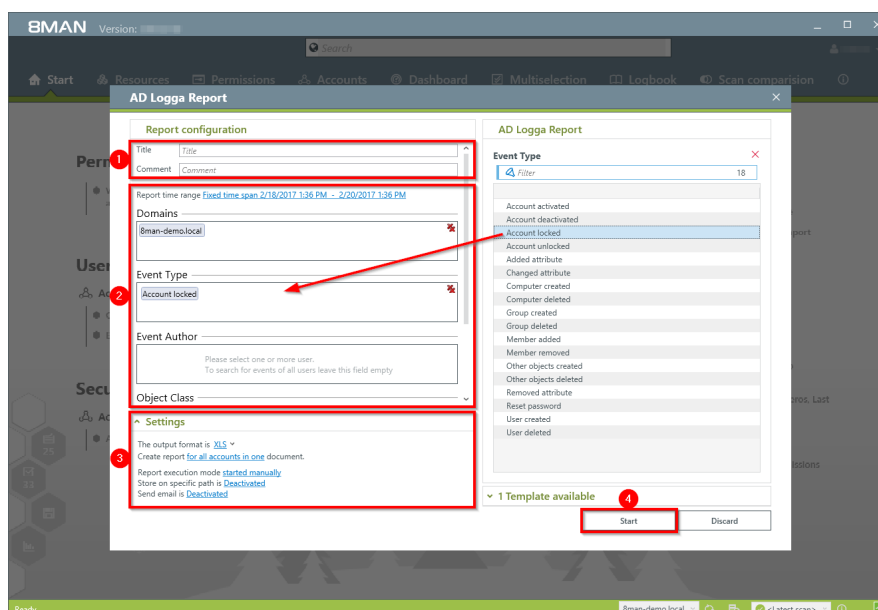 8MAN Version:
Search
Start Resources Permissions Accounts Dashboard Multiselection Logbook Scan comparision
AD Logga Report
Report configuration
AD Logga Report
1
Title Title
Comment Comment
2
Report time range Fixed time span 2/18/2017 1:36 PM - 2/20/2017 1:36 PM
Domains
8man-demo.local
Event Type
Account locked
Event Author
Please select one or more user.
To search for events of all users leave this field empty
Object Class
3
Settings
The output format is XLS
Create report for all accounts in one document.
Report execution mode started manually
Store on specific path is Deactivated
Send email is Deactivated
Event Type
Filter 18
Account activated
Account deactivated
Account locked
Account unlocked
Added attribute
Changed attribute
Computer created
Computer deleted
Group created
Group deleted
Member added
Member removed
Other objects created
Other objects deleted
Removed attribute
Reset password
User created
User deleted
1 Template available
4
Start Discard
Perm
User
Ac
Secu
Ac
port
pros. Last
issions
25
33
Ready
8man-demo.local <Latest scan>